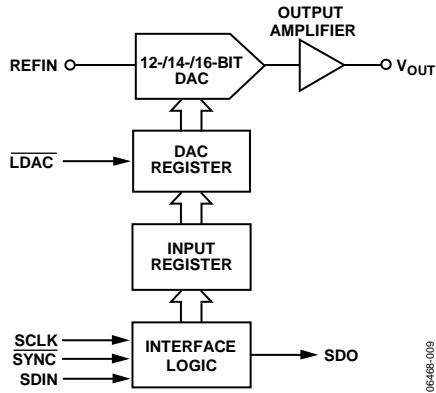 OUTPUT
AMPLIFIER
REFIN
12-/14-/16-BIT
DAC
VOUT
LDAC
DAC
REGISTER
INPUT
REGISTER
SCLK
SYNC
SDIN
INTERFACE
LOGIC
SDO
06468-009